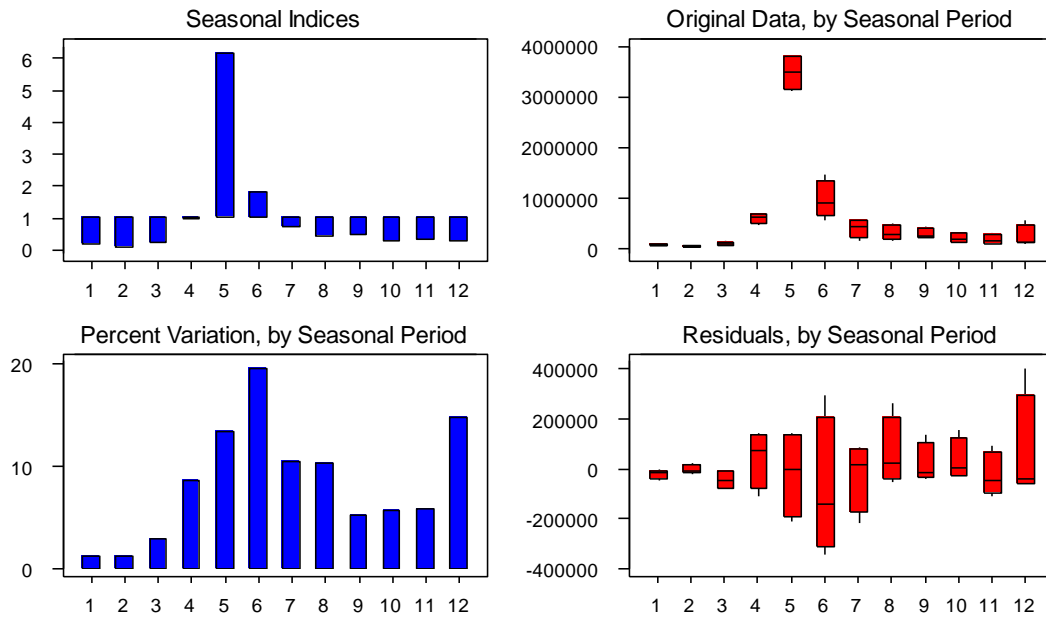 Seasonal Indices
6
5
4
3
2
1
0
1 2 3 4 5 6 7 8 9 10 11 12
Original Data, by Seasonal Period
4000000
3000000
2000000
1000000
0
1 2 3 4 5 6 7 8 9 10 11 12
Percent Variation, by Seasonal Period
20
10
0
1 2 3 4 5 6 7 8 9 10 11 12
Residuals, by Seasonal Period
400000
200000
0
-200000
-400000
1 2 3 4 5 6 7 8 9 10 11 12